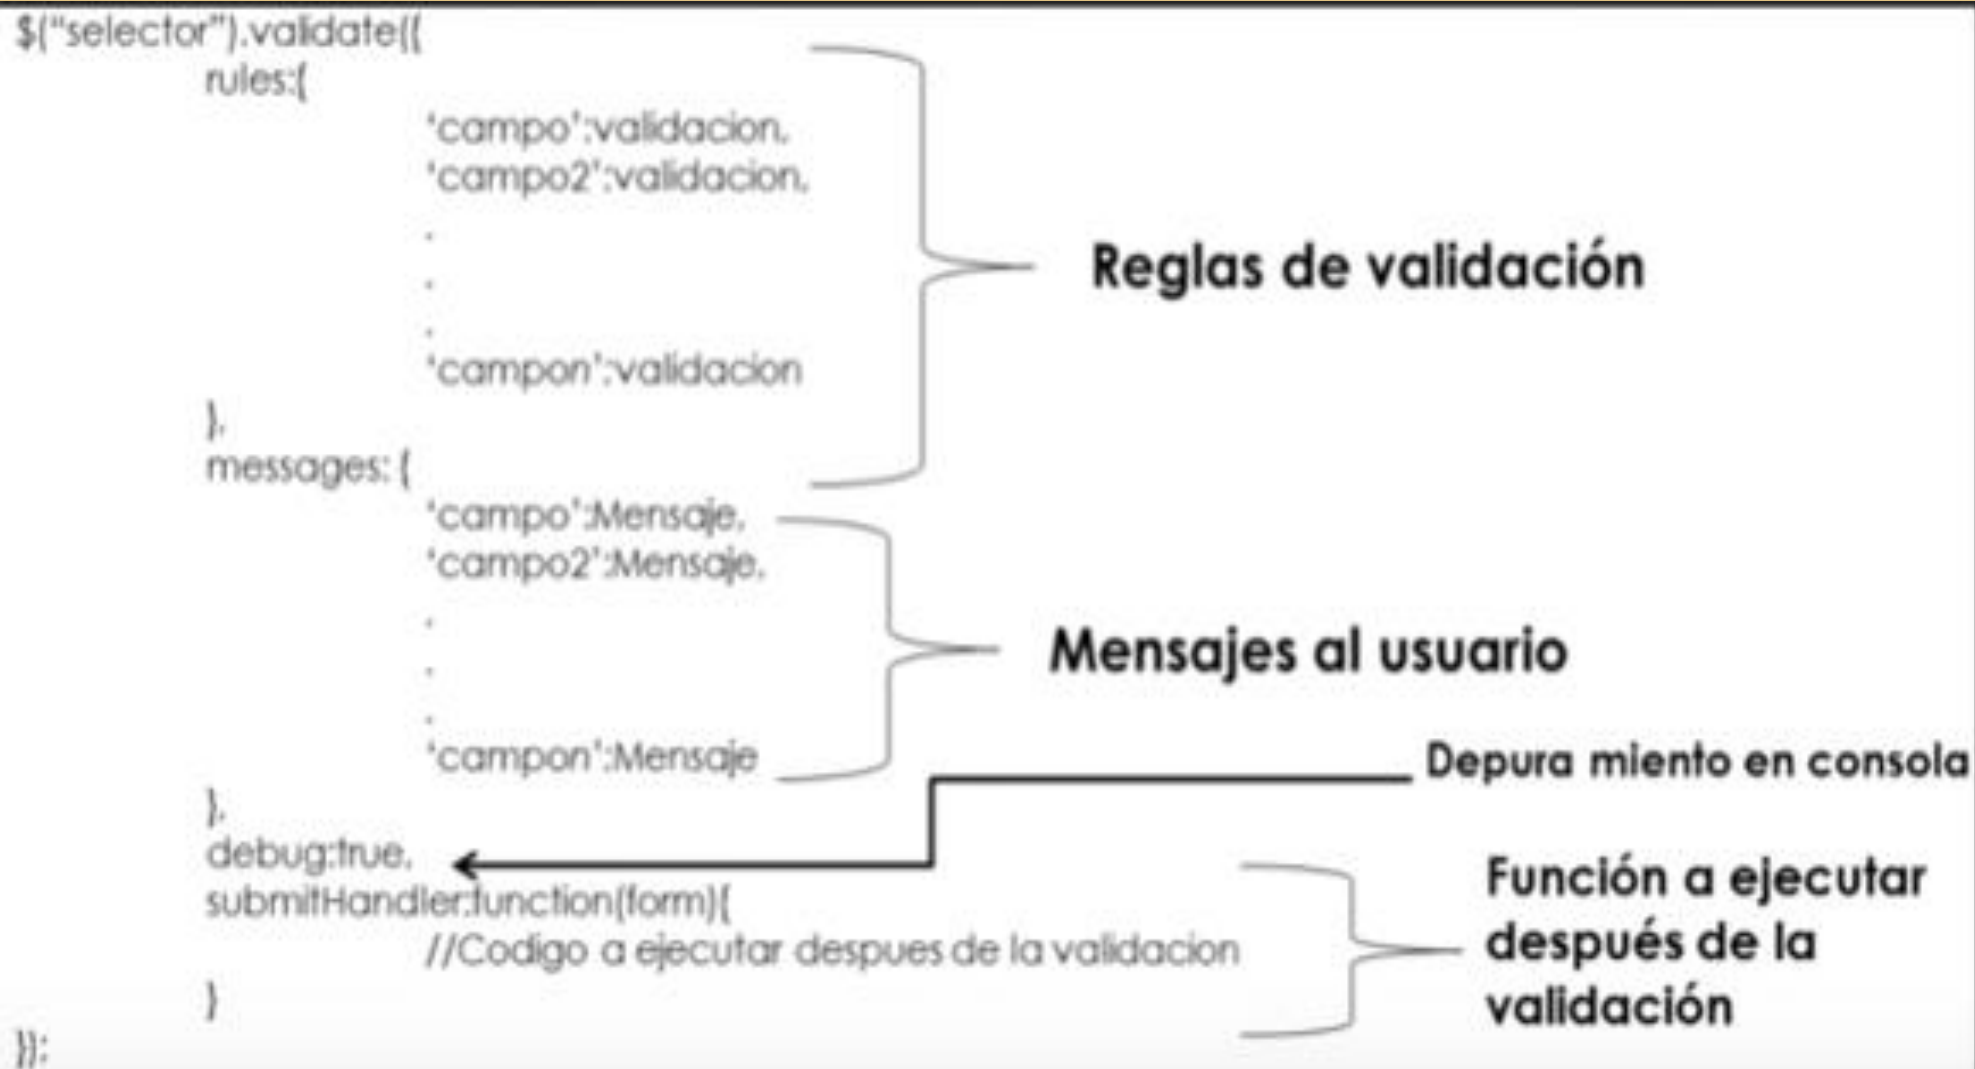 $(“selector”).validate({
rules:{
‘campo’:validacion,
‘campo2’:validacion,
.
.
.
‘campon’:validacion
},
messages: {
‘campo’:Mensaje,
‘campo2’:Mensaje,
.
.
.
‘campon’:Mensaje
},
debug:true,
submitHandler:function(form){
//Codigo a ejecutar despues de la validacion
}
});
Reglas de validación
Mensajes al usuario
Depura miento en consola
Función a ejecutar
después de la
validación